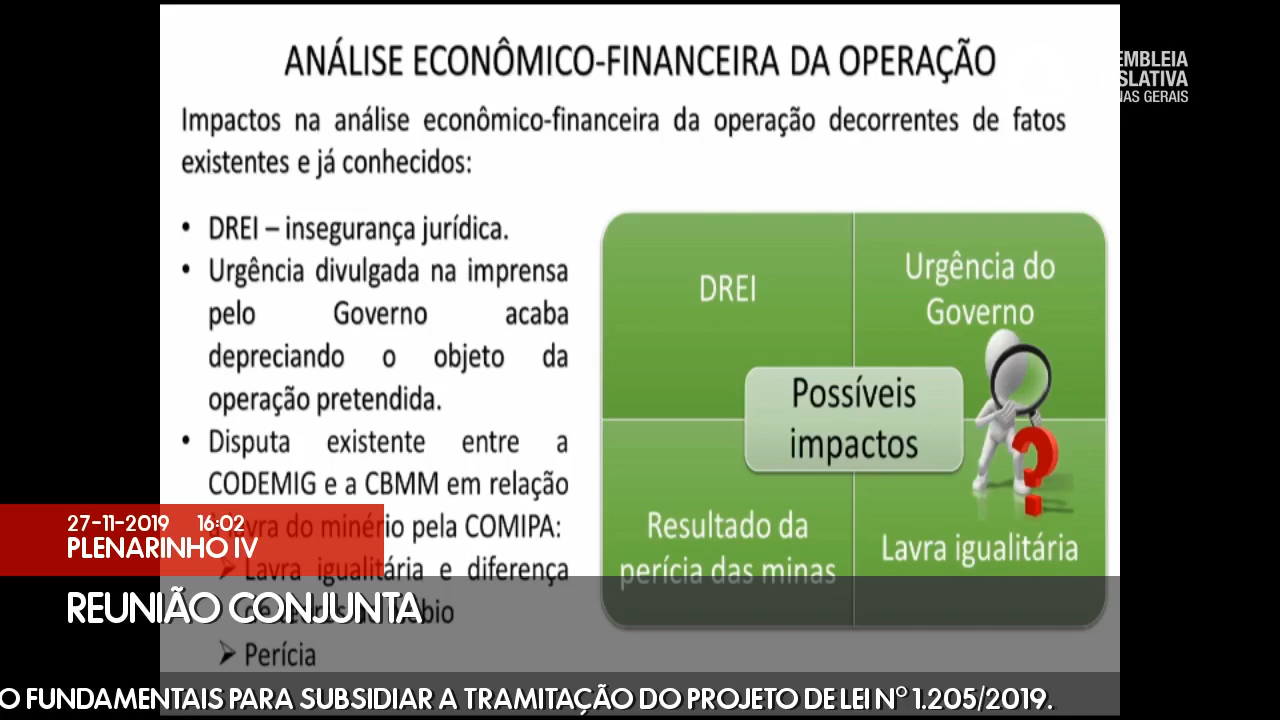 ANÁLISE ECONÔMICO-FINANCEIRA DA OPERAÇÃO
EMBLEIA
SLATIVA
NAS GERAIS
Impactos na análise econômico-financeira da operação decorrentes de fatos
existentes e já conhecidos:
• DREI – insegurança jurídica.
• Urgência divulgada na imprensa
pelo Governo acaba
depreciando o objeto da
operação pretendida.
• Disputa existente entre a
CODEMIG e a CBMM em relação
à lavra do minério pela COMIPA:
➢ Lavra igualitária e diferença
de
➢ Perícia
DREI
Urgência do
Governo
Possíveis
impactos
Resultado da
perícia das minas
Lavra igualitária
27-11-2019 16:02
PLENARINHO IV
REUNIÃO CONJUNTA
O FUNDAMENTAIS PARA SUBSIDIAR A TRAMITAÇÃO DO PROJETO DE LEI Nº 1.205/2019.